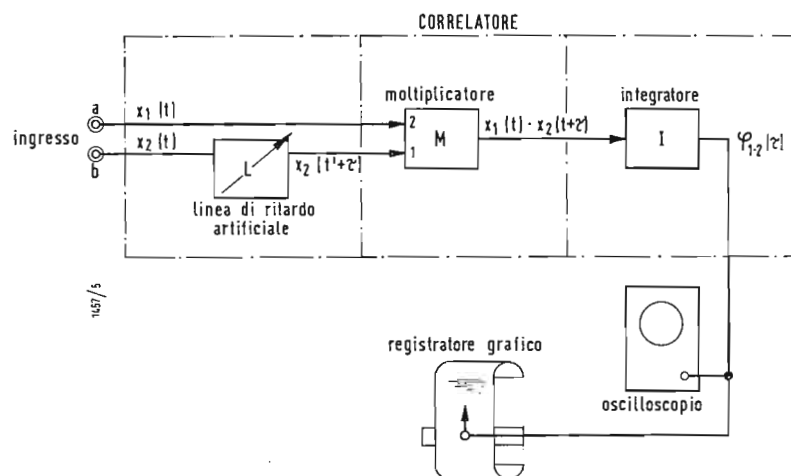 CORRELATORE
moltiplicatore
integratore
a
x₁ (t)
ingresso
x₂ (t)
b
L
x₂ (t'+τ)
linea di ritardo
artificiale
2
1
M
x₁ (t) · x₂ (t+τ)
I
φ₁₋₂ |τ|
1457/5
registratore grafico
oscilloscopio